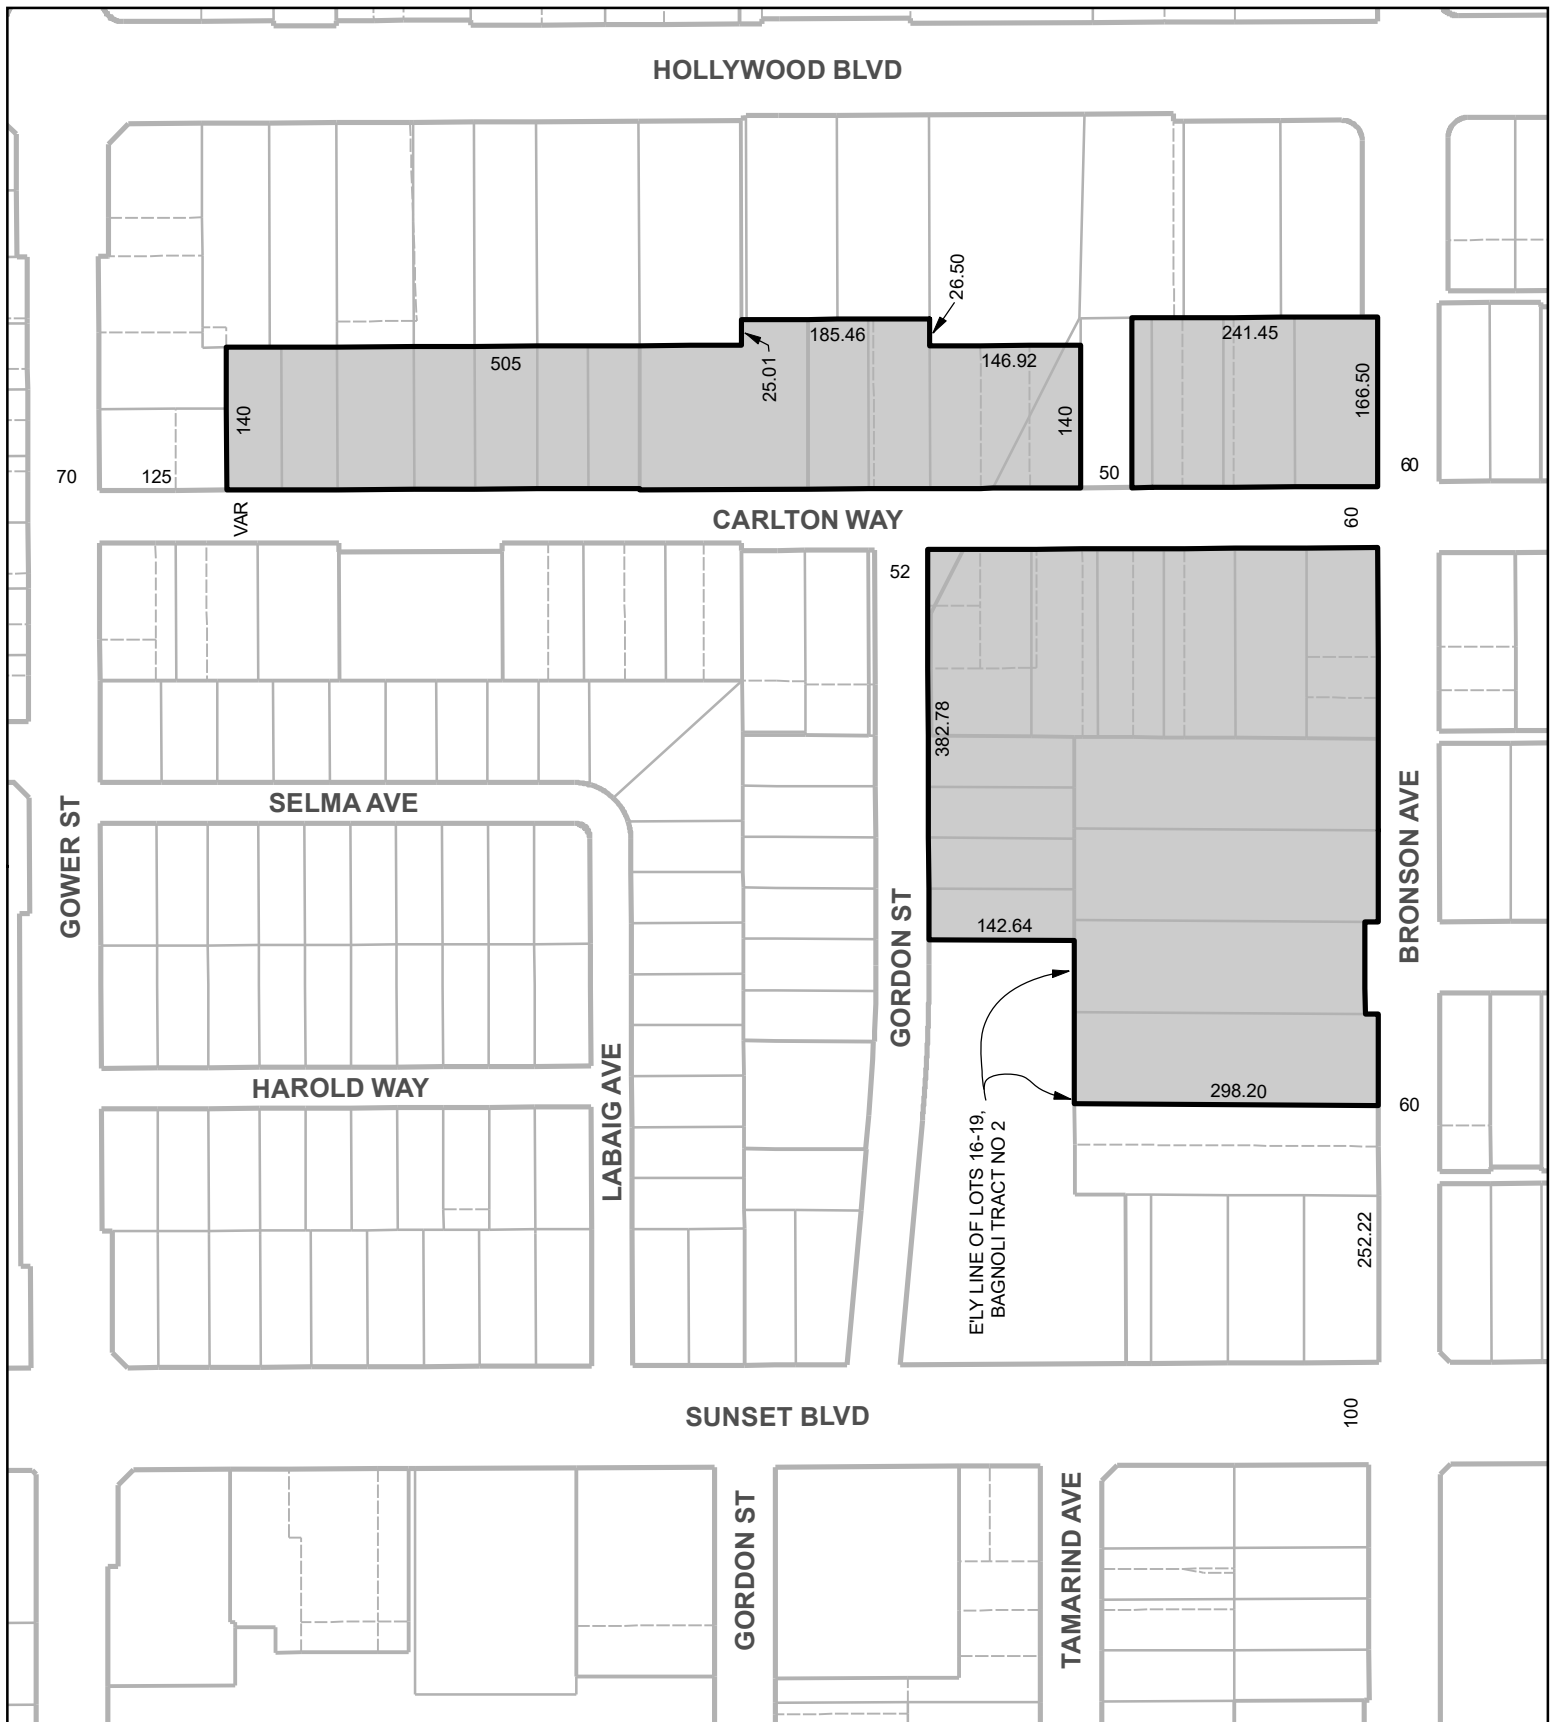 HOLLYWOOD BLVD
26.50
185.46
241.45
505
25.01
146.92
166.50
140
140
70
125
50
60
VAR
CARLTON WAY
60
52
382.78
SELMA AVE
GOWER ST
BRONSON AVE
142.64
GORDON ST
HAROLD WAY
LABAIG AVE
298.20
60
E'LY LINE OF LOTS 16-19,
BAGNOLI TRACT NO 2
252.22
SUNSET BLVD
100
GORDON ST
TAMARIND AVE